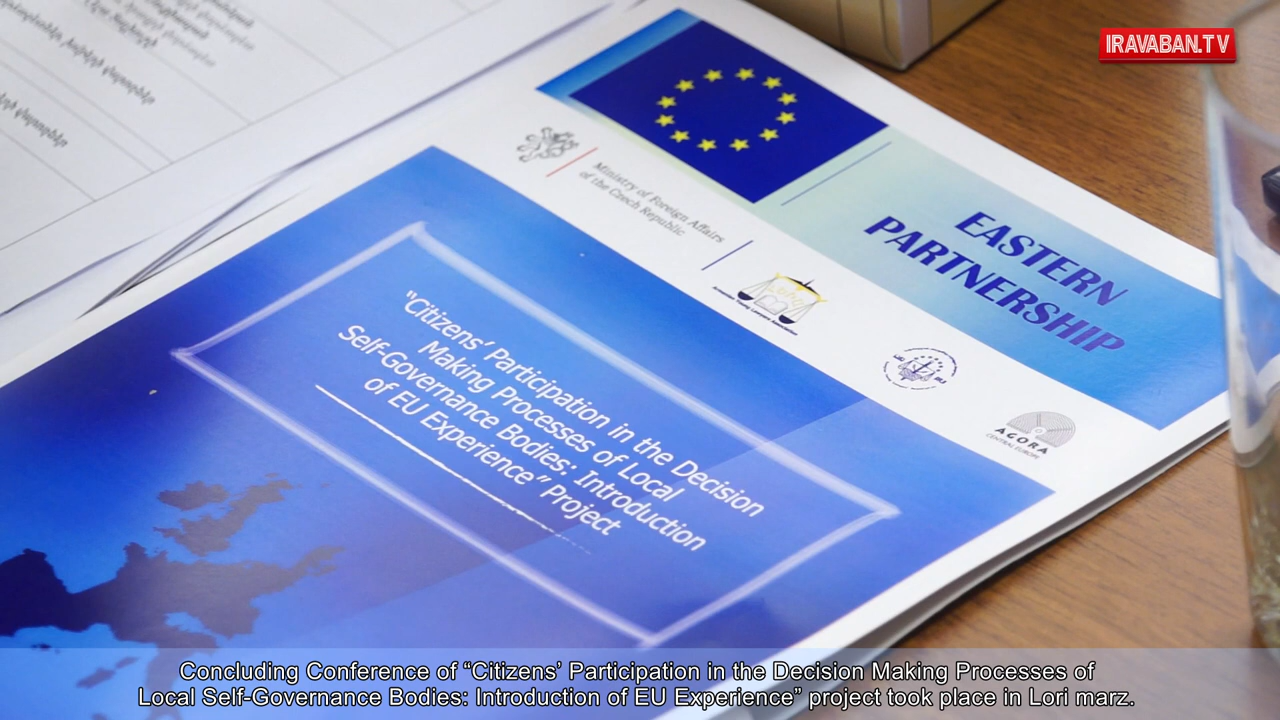 IRAVABAN.TV
EASTERN
PARTNERSHIP
Ministry of Foreign Affairs
of the Czech Republic
AGORA
CENTRAL EUROPE
“Citizens’ Participation in the Decision
Making Processes of Local
Self-Governance Bodies: Introduction
of EU Experience” Project
Concluding Conference of “Citizens’ Participation in the Decision Making Processes of
Local Self-Governance Bodies: Introduction of EU Experience” project took place in Lori marz.